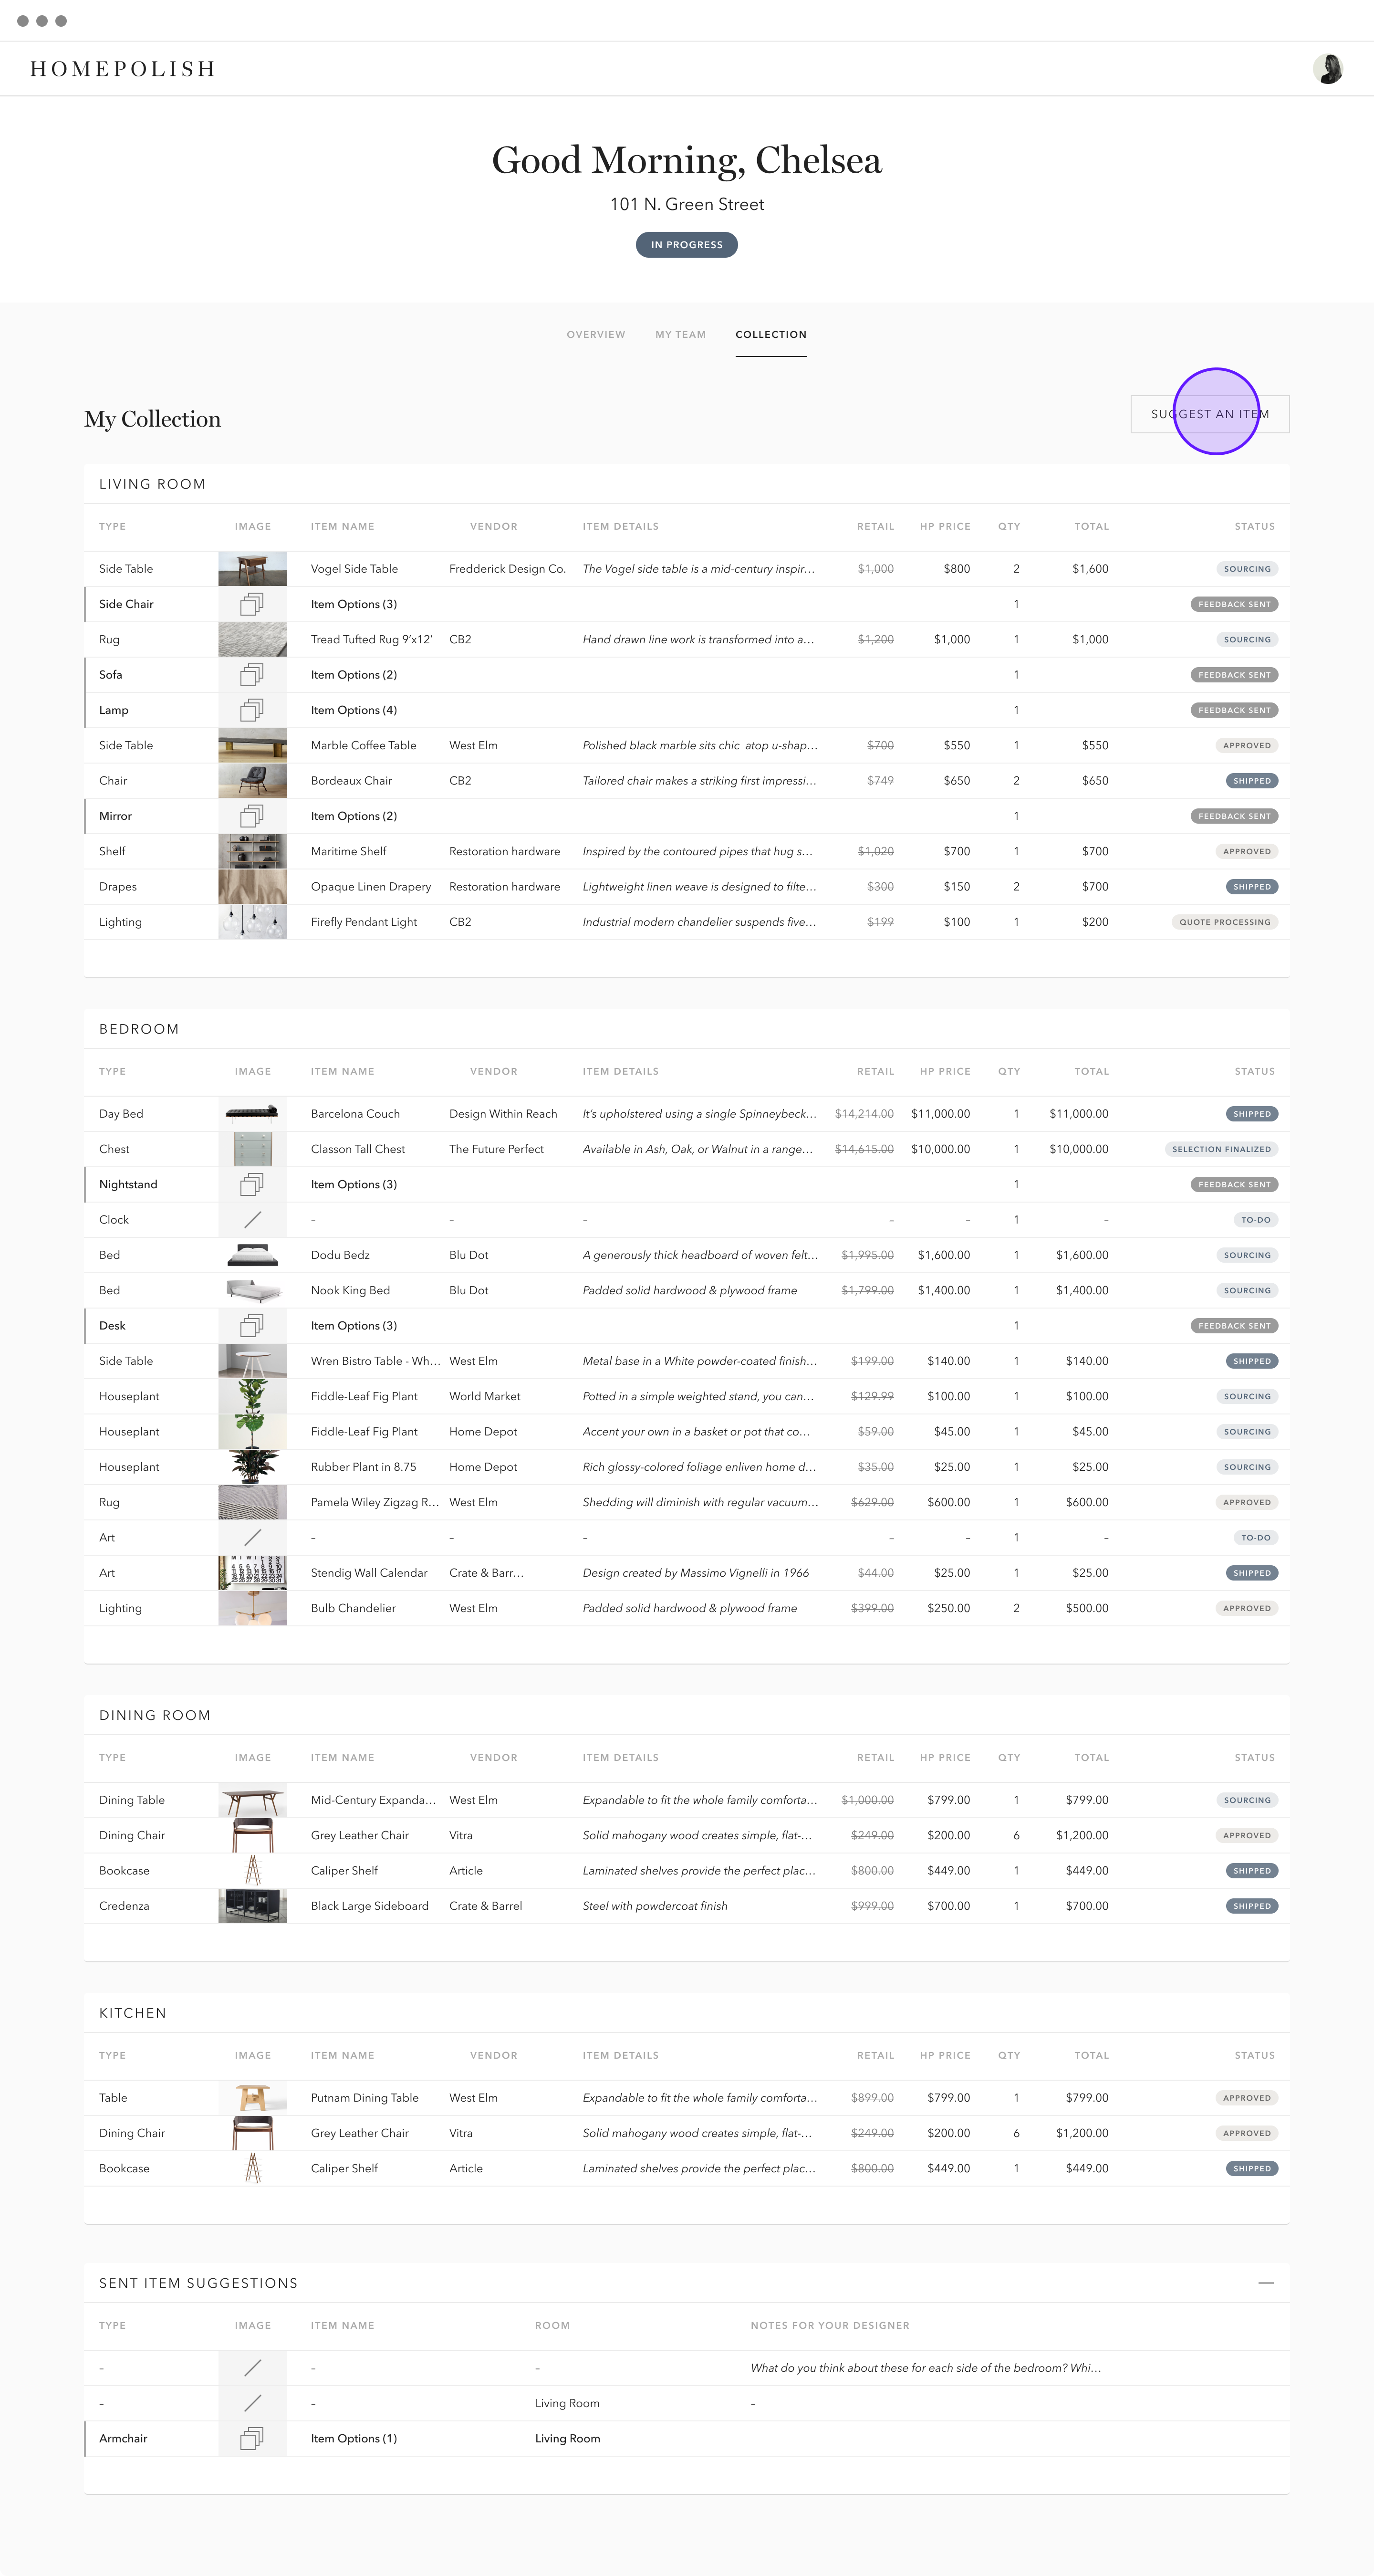 HOMEPOLISH
Good Morning, Chelsea
101 N. Green Street
IN PROGRESS
OVERVIEW MY TEAM COLLECTION
My Collection
SUGGEST AN ITEM
LIVING ROOM
TYPE IMAGE ITEM NAME VENDOR ITEM DETAILS RETAIL HP PRICE QTY TOTAL STATUS
Side Table Vogel Side Table Fredderick Design Co. The Vogel side table is a mid-century inspir... $1,000 $800 2 $1,600 SOURCING
Side Chair Item Options (3) 1 FEEDBACK SENT
Rug Tread Tufted Rug 9'x12' CB2 Hand drawn line work is transformed into a... $1,200 $1,000 1 $1,000 SOURCING
Sofa Item Options (2) 1 FEEDBACK SENT
Lamp Item Options (4) 1 FEEDBACK SENT
Side Table Marble Coffee Table West Elm Polished black marble sits chic atop u-shap... $700 $550 1 $550 APPROVED
Chair Bordeaux Chair CB2 Tailored chair makes a striking first impressi... $749 $650 2 $650 SHIPPED
Mirror Item Options (2) 1 FEEDBACK SENT
Shelf Maritime Shelf Restoration hardware Inspired by the contoured pipes that hug s... $1,020 $700 1 $700 APPROVED
Drapes Opaque Linen Drapery Restoration hardware Lightweight linen weave is designed to filte... $300 $150 2 $700 SHIPPED
Lighting Firefly Pendant Light CB2 Industrial modern chandelier suspends five... $199 $100 1 $200 QUOTE PROCESSING
BEDROOM
TYPE IMAGE ITEM NAME VENDOR ITEM DETAILS RETAIL HP PRICE QTY TOTAL STATUS
Day Bed Barcelona Couch Design Within Reach It's upholstered using a single Spinneybeck... $14,214.00 $11,000.00 1 $11,000.00 SHIPPED
Chest Classon Tall Chest The Future Perfect Available in Ash, Oak, or Walnut in a range... $14,615.00 $10,000.00 1 $10,000.00 SELECTION FINALIZED
Nightstand Item Options (3) 1 FEEDBACK SENT
Clock – – – – – 1 – TO-DO
Bed Dodu Bedz Blu Dot A generously thick headboard of woven felt... $1,995.00 $1,600.00 1 $1,600.00 SOURCING
Bed Nook King Bed Blu Dot Padded solid hardwood & plywood frame $1,799.00 $1,400.00 1 $1,400.00 SOURCING
Desk Item Options (3) 1 FEEDBACK SENT
Side Table Wren Bistro Table - Wh... West Elm Metal base in a White powder-coated finish... $199.00 $140.00 1 $140.00 SHIPPED
Houseplant Fiddle-Leaf Fig Plant World Market Potted in a simple weighted stand, you can... $129.99 $100.00 1 $100.00 SOURCING
Houseplant Fiddle-Leaf Fig Plant Home Depot Accent your own in a basket or pot that co... $59.00 $45.00 1 $45.00 SOURCING
Houseplant Rubber Plant in 8.75 Home Depot Rich glossy-colored foliage enliven home d... $35.00 $25.00 1 $25.00 SOURCING
Rug Pamela Wiley Zigzag R... West Elm Shedding will diminish with regular vacuum... $629.00 $600.00 1 $600.00 APPROVED
Art – – – – – 1 – TO-DO
Art Stendig Wall Calendar Crate & Barr... Design created by Massimo Vignelli in 1966 $44.00 $25.00 1 $25.00 SHIPPED
Lighting Bulb Chandelier West Elm Padded solid hardwood & plywood frame $399.00 $250.00 2 $500.00 APPROVED
DINING ROOM
TYPE IMAGE ITEM NAME VENDOR ITEM DETAILS RETAIL HP PRICE QTY TOTAL STATUS
Dining Table Mid-Century Expanda... West Elm Expandable to fit the whole family comforta... $1,000.00 $799.00 1 $799.00 SOURCING
Dining Chair Grey Leather Chair Vitra Solid mahogany wood creates simple, flat-... $249.00 $200.00 6 $1,200.00 APPROVED
Bookcase Caliper Shelf Article Laminated shelves provide the perfect plac... $800.00 $449.00 1 $449.00 SHIPPED
Credenza Black Large Sideboard Crate & Barrel Steel with powdercoat finish $999.00 $700.00 1 $700.00 SHIPPED
KITCHEN
TYPE IMAGE ITEM NAME VENDOR ITEM DETAILS RETAIL HP PRICE QTY TOTAL STATUS
Table Putnam Dining Table West Elm Expandable to fit the whole family comforta... $899.00 $799.00 1 $799.00 APPROVED
Dining Chair Grey Leather Chair Vitra Solid mahogany wood creates simple, flat-... $249.00 $200.00 6 $1,200.00 APPROVED
Bookcase Caliper Shelf Article Laminated shelves provide the perfect plac... $800.00 $449.00 1 $449.00 SHIPPED
SENT ITEM SUGGESTIONS
TYPE IMAGE ITEM NAME ROOM NOTES FOR YOUR DESIGNER
– – – What do you think about these for each side of the bedroom? Whi...
– – Living Room –
Armchair Item Options (1) Living Room